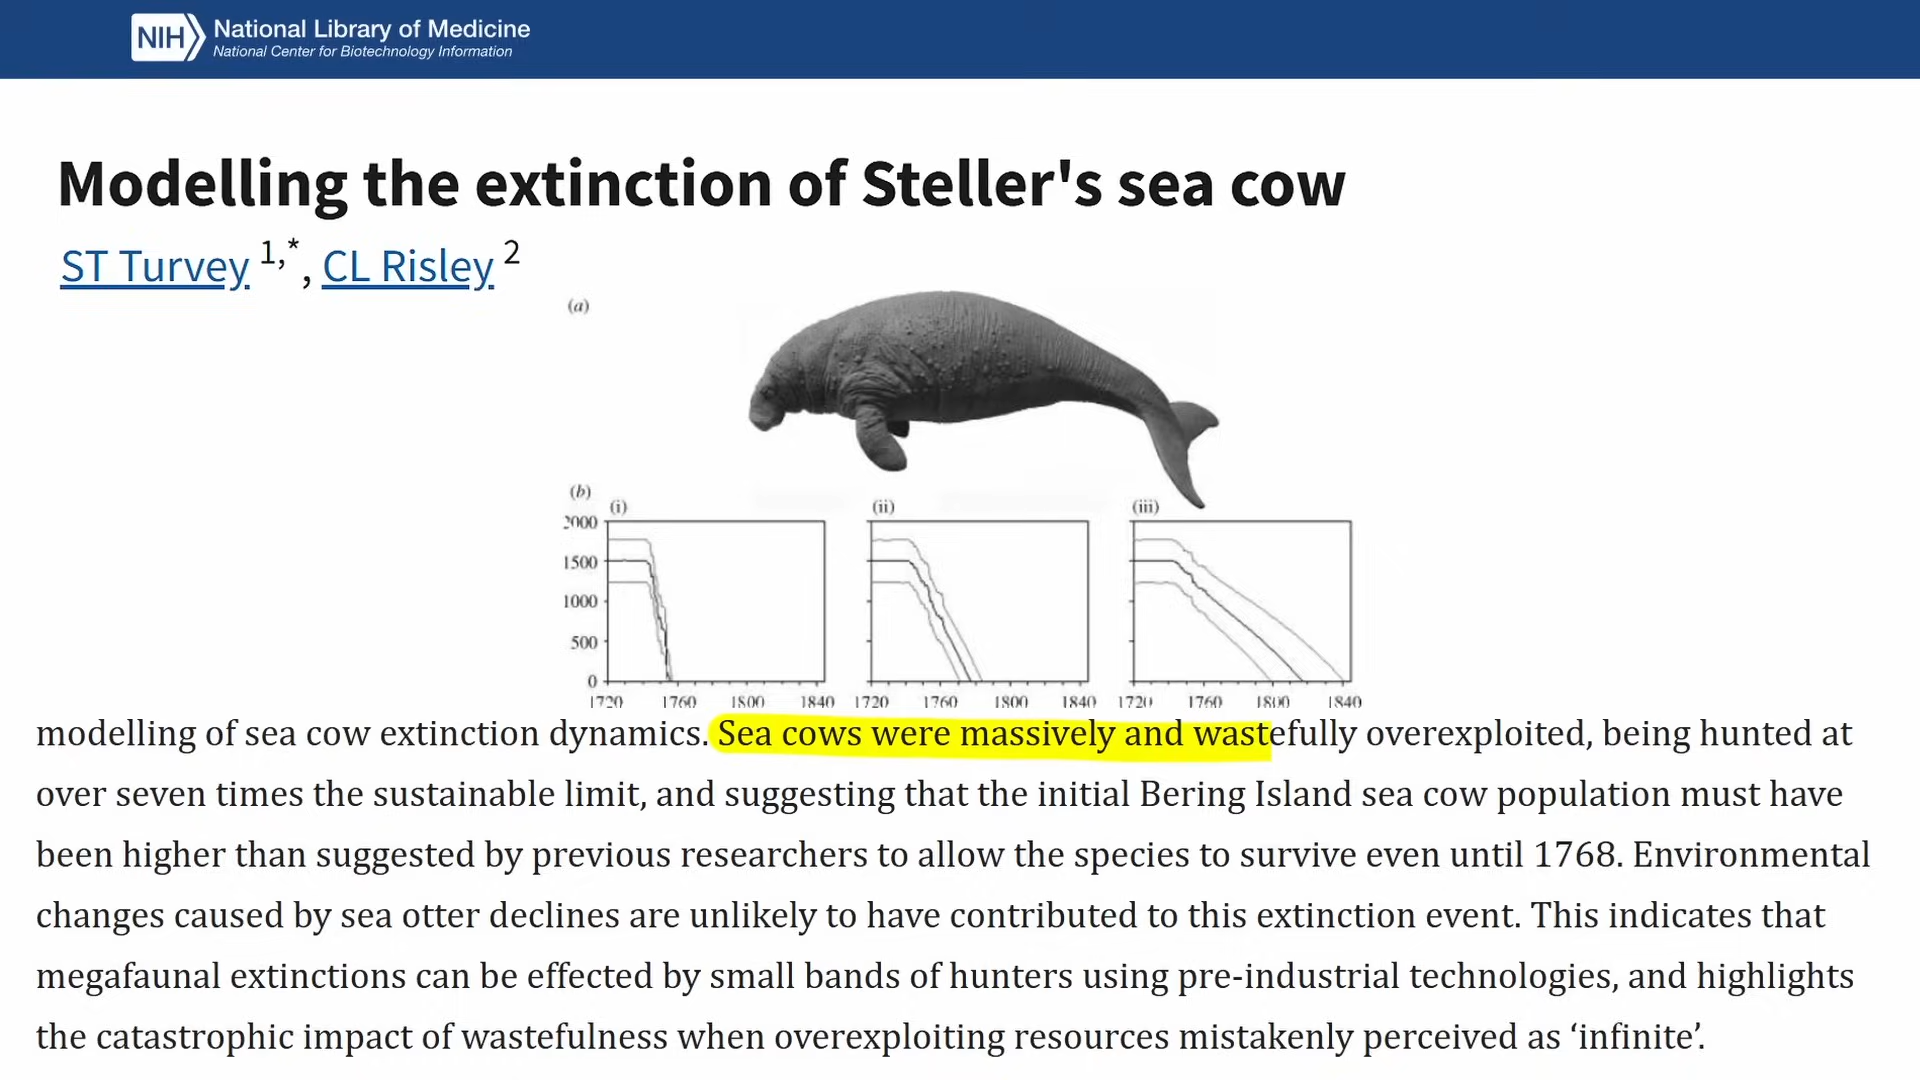 NIH National Library of Medicine
National Center for Biotechnology Information
Modelling the extinction of Steller's sea cow
ST Turvey 1,*, CL Risley 2
(a)
(b)
(i) (ii) (iii)
2000
1500
1000
500
0
1720 1760 1800 1840 1720 1760 1800 1840 1720 1760 1800 1840
modelling of sea cow extinction dynamics. Sea cows were massively and wastefully overexploited, being hunted at
over seven times the sustainable limit, and suggesting that the initial Bering Island sea cow population must have
been higher than suggested by previous researchers to allow the species to survive even until 1768. Environmental
changes caused by sea otter declines are unlikely to have contributed to this extinction event. This indicates that
megafaunal extinctions can be effected by small bands of hunters using pre-industrial technologies, and highlights
the catastrophic impact of wastefulness when overexploiting resources mistakenly perceived as ‘infinite’.